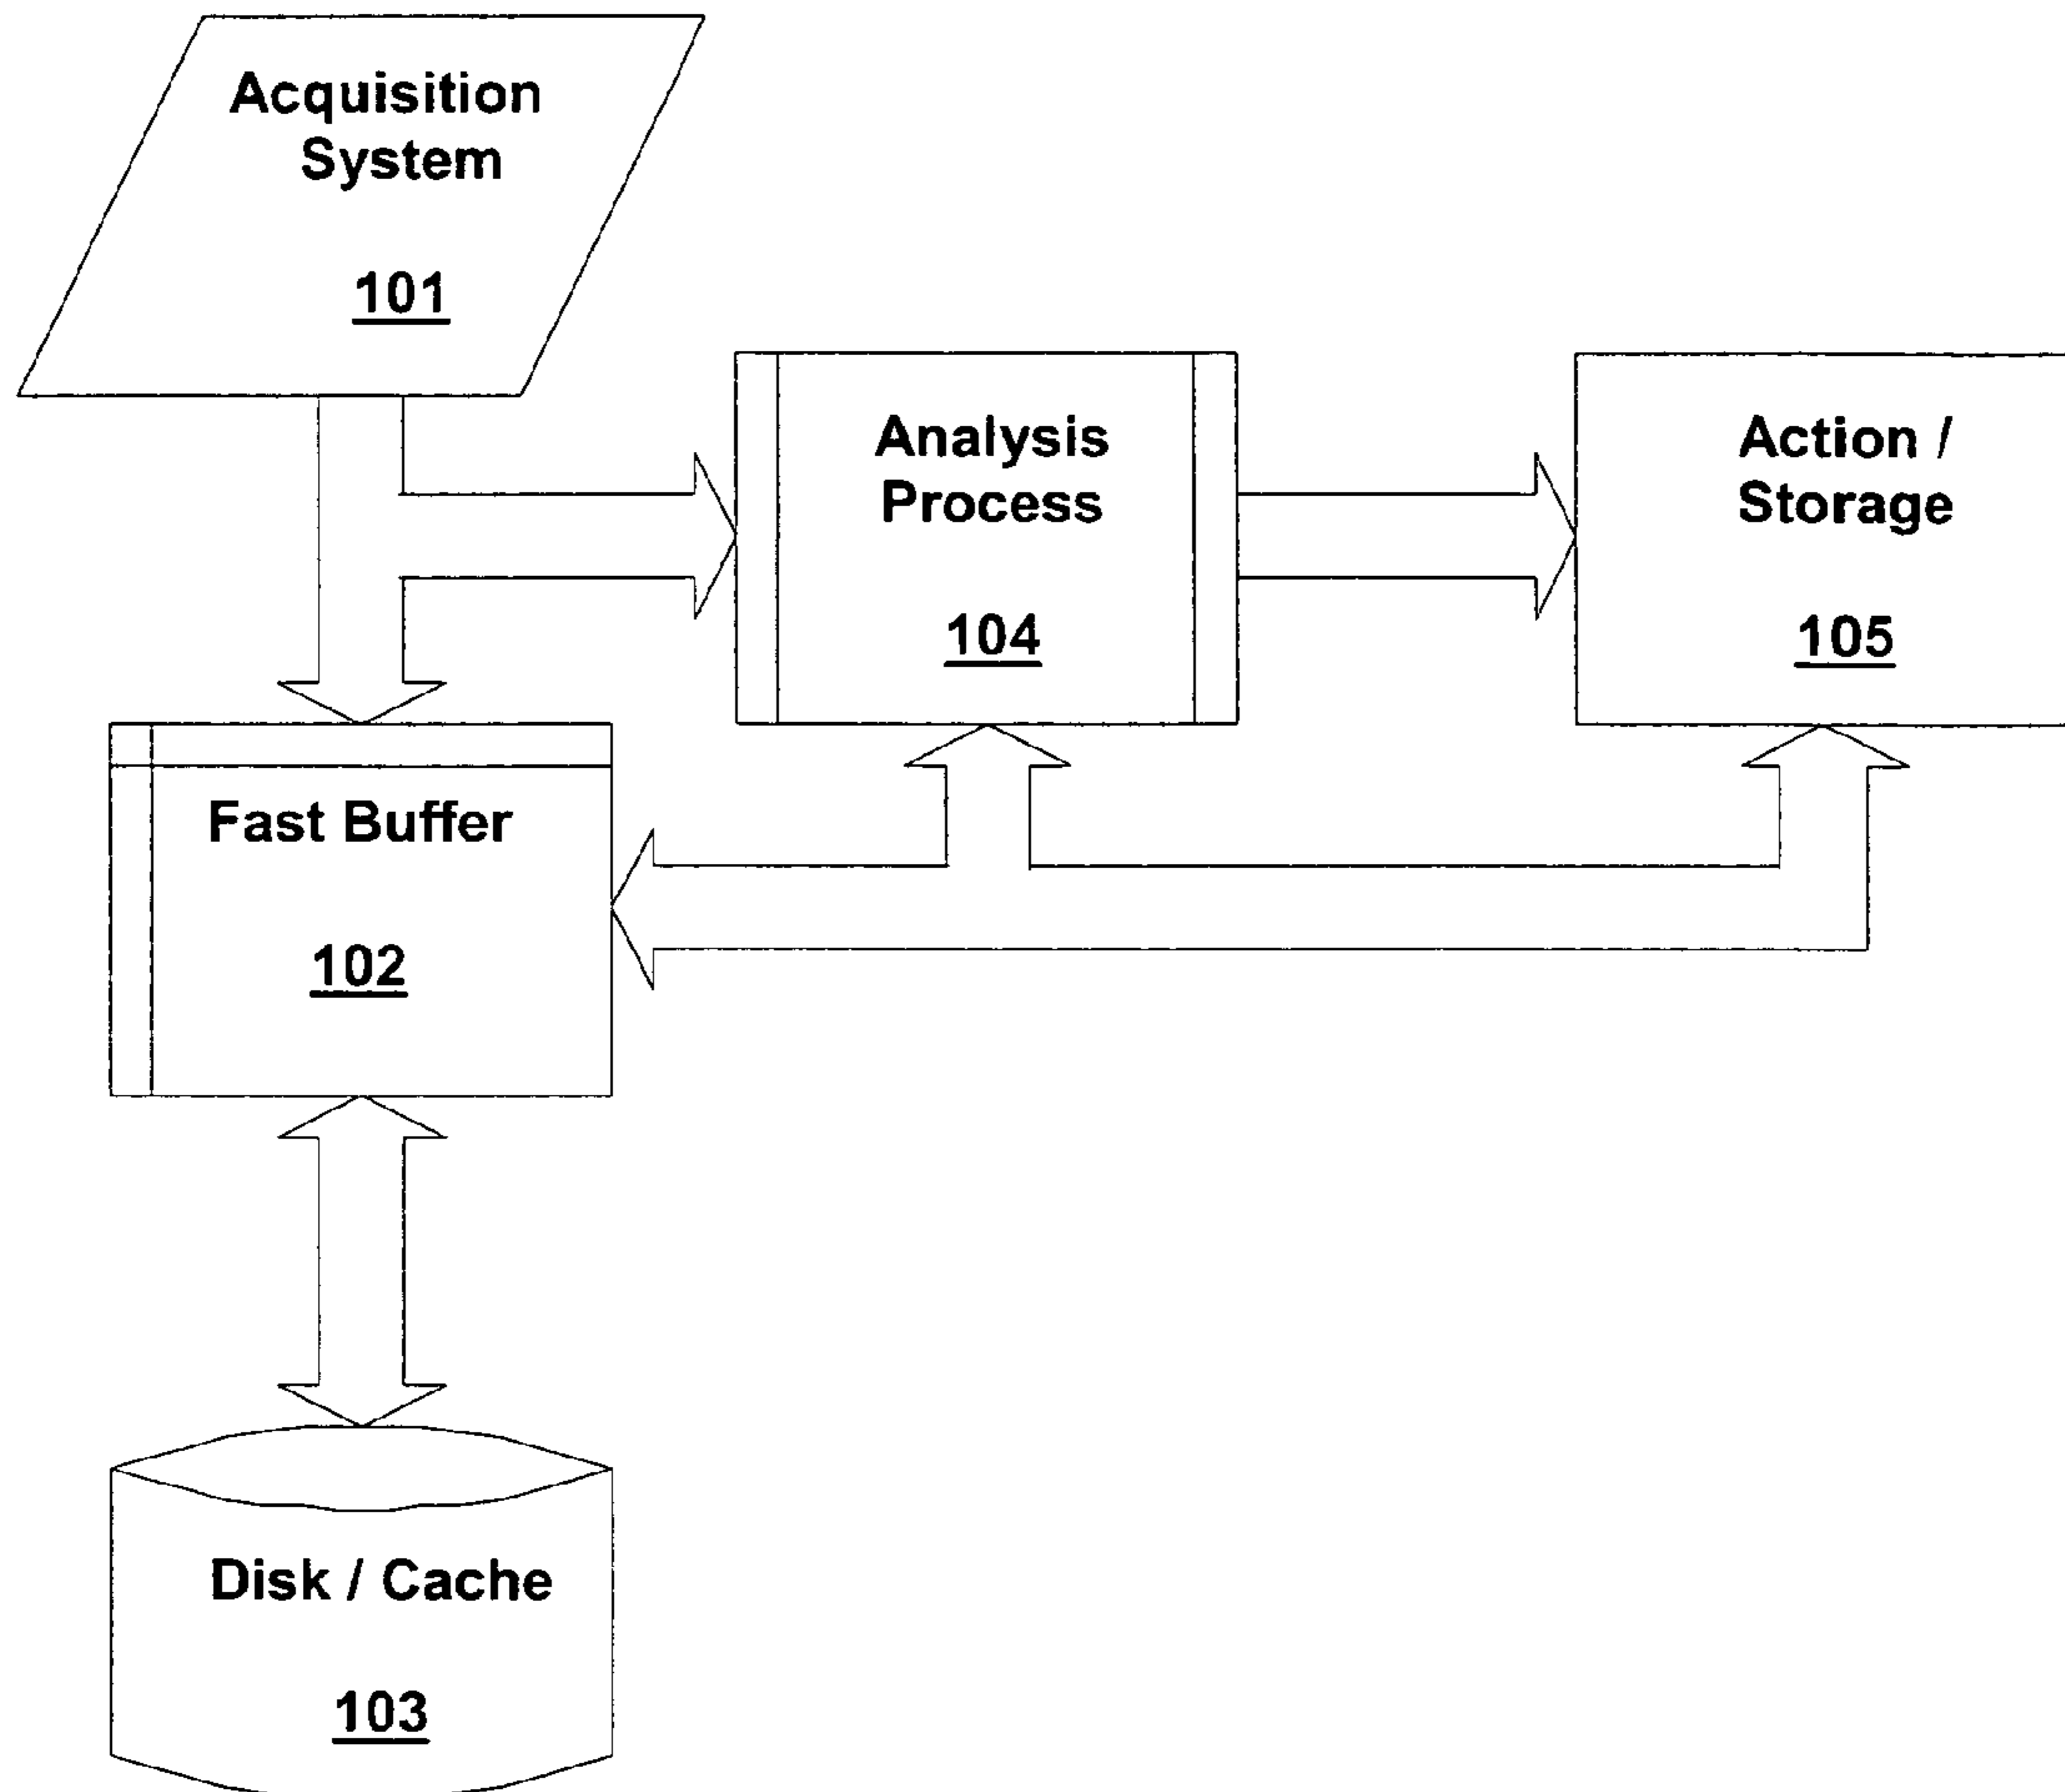 Acquisition
System
101
Analysis
Process
104
Action /
Storage
105
Fast Buffer
102
Disk / Cache
103